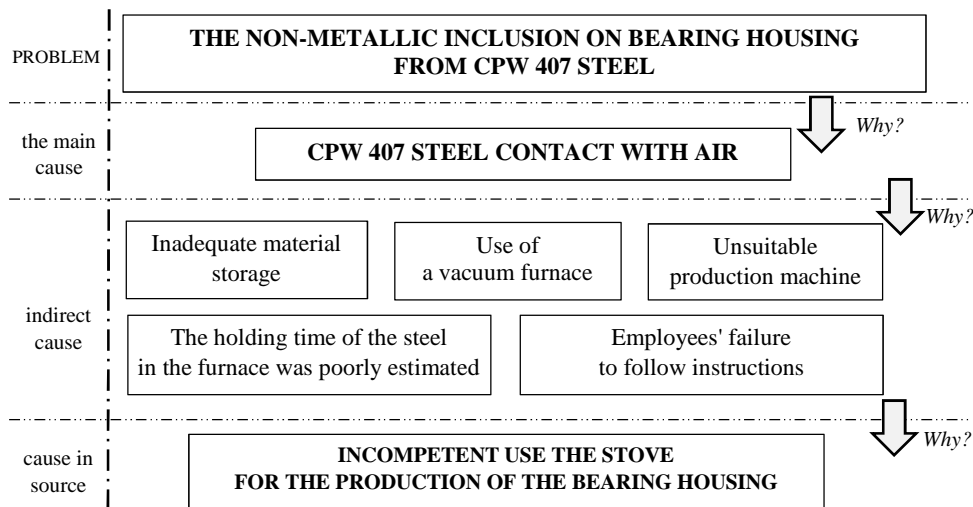 PROBLEM
THE NON-METALLIC INCLUSION ON BEARING HOUSING
FROM CPW 407 STEEL
Why?
the main
cause
CPW 407 STEEL CONTACT WITH AIR
Why?
indirect
cause
Inadequate material
storage
Use of
a vacuum furnace
Unsuitable
production machine
The holding time of the steel
in the furnace was poorly estimated
Employees' failure
to follow instructions
Why?
cause in
source
INCOMPETENT USE THE STOVE
FOR THE PRODUCTION OF THE BEARING HOUSING